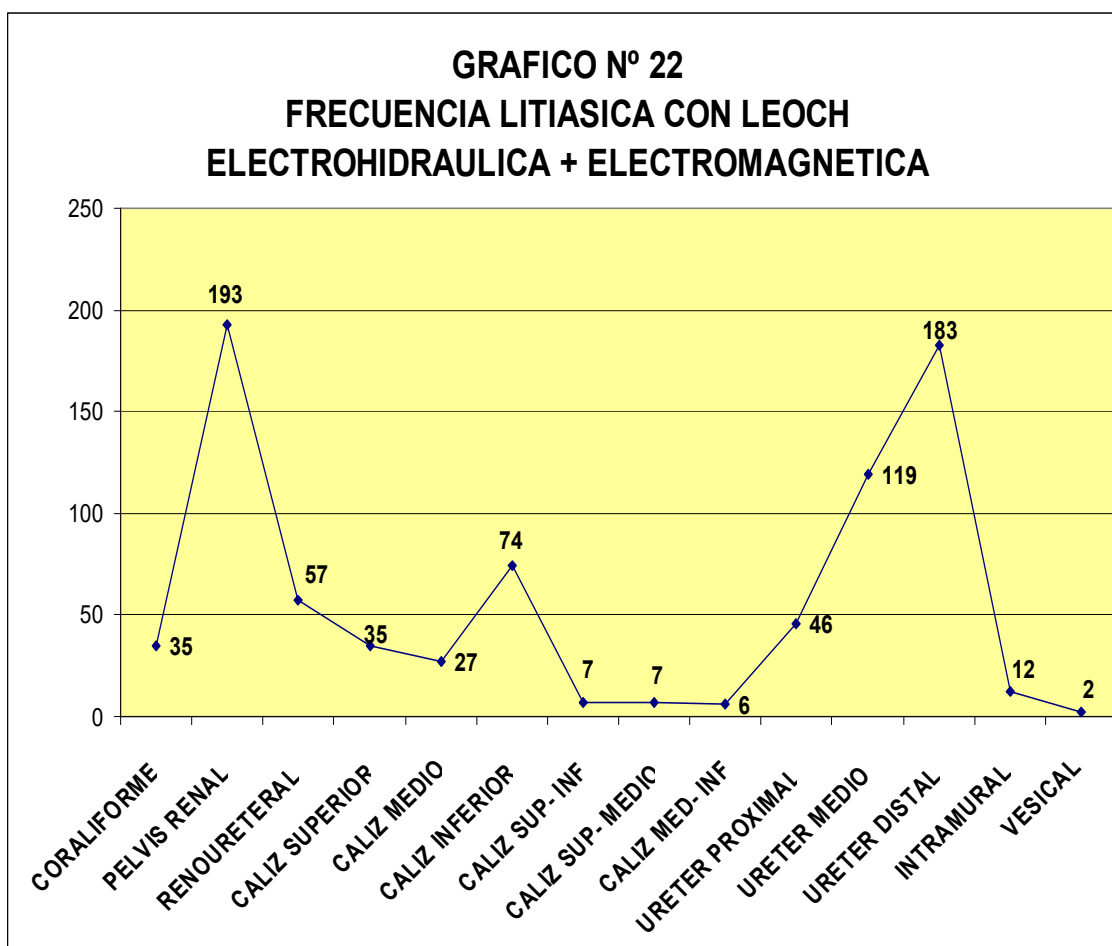 GRAFICO Nº 22
FRECUENCIA LITIASICA CON LEOCH
ELECTROHIDRAULICA + ELECTROMAGNETICA
250
200
150
100
50
0
35
193
57
35
27
74
7
7
6
46
119
183
12
2
CORALIFORME
PELVIS RENAL
RENOURETERAL
CALIZ SUPERIOR
CALIZ MEDIO
CALIZ INFERIOR
CALIZ SUP- INF
CALIZ SUP- MEDIO
CALIZ MED- INF
URETER PROXIMAL
URETER MEDIO
URETER DISTAL
INTRAMURAL
VESICAL